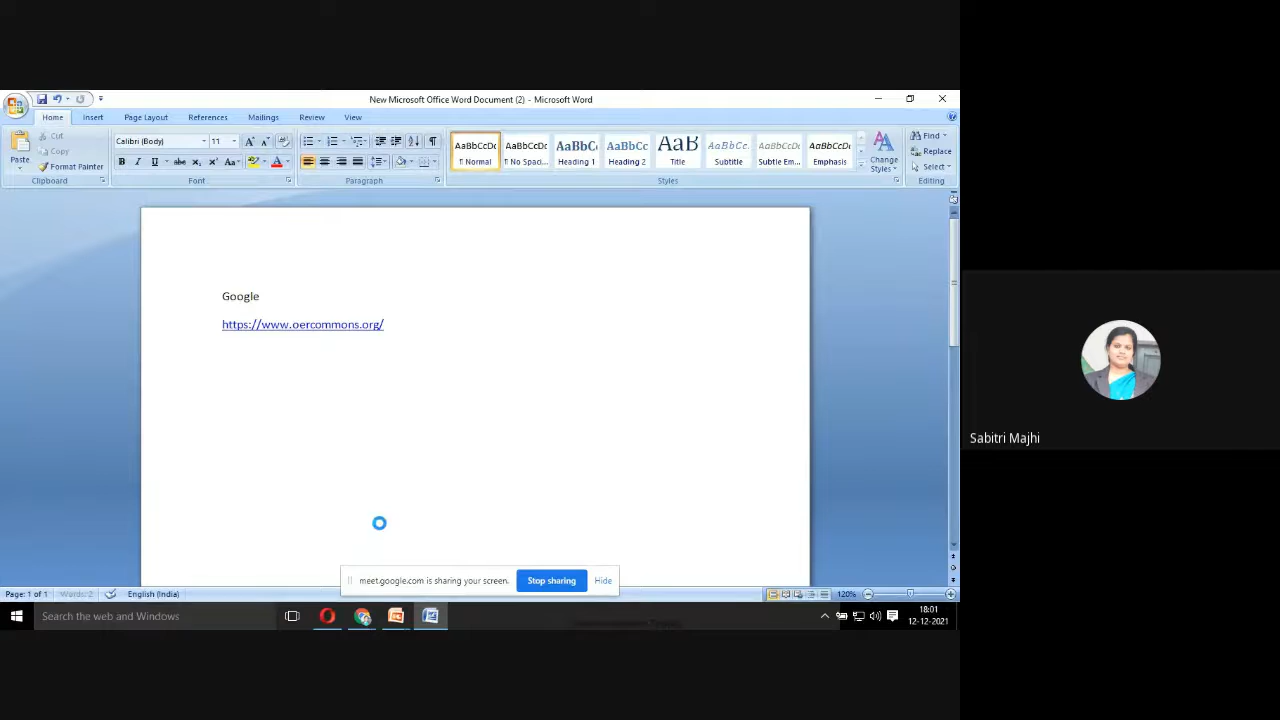 New Microsoft Office Word Document (2) - Microsoft Word
Home Insert Page Layout References Mailings Review View
Paste
Cut
Copy
Format Painter
Clipboard
Calibri (Body) 11
Font
Paragraph
AaBbCcDc AaBbCcDc AaBbC AaBbCc AaB AaBbCc. AaBbCcDc AaBbCcDc
¶ Normal ¶ No Spaci... Heading 1 Heading 2 Title Subtitle Subtle Em... Emphasis
Styles
Change Styles
Find
Replace
Select
Editing
Google
https://www.oercommons.org/
Sabitri Majhi
meet.google.com is sharing your screen. Stop sharing Hide
Page: 1 of 1 Words: 2 English (India) 120%
Search the web and Windows
18:01
12-12-2021